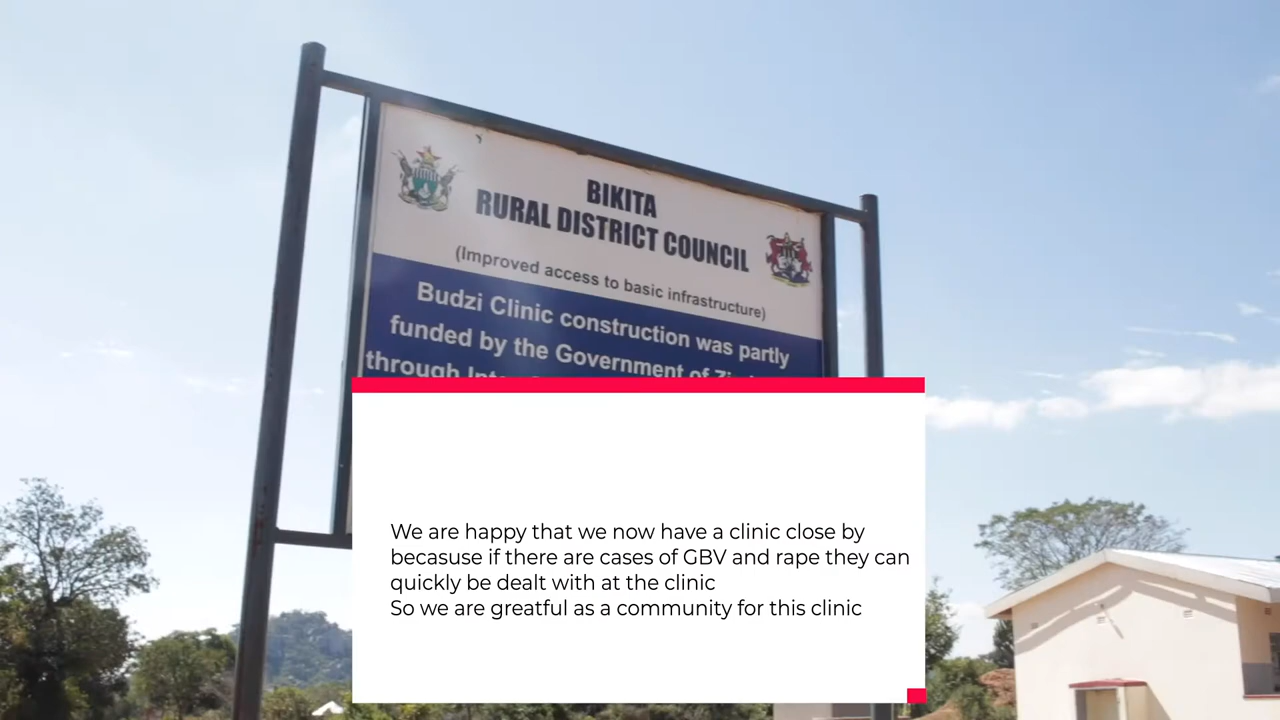 BIKITA
RURAL DISTRICT COUNCIL
(Improved access to basic infrastructure)
Budzi Clinic construction was partly
funded by the Government of
through
We are happy that we now have a clinic close by
becasuse if there are cases of GBV and rape they can
quickly be dealt with at the clinic
So we are greatful as a community for this clinic